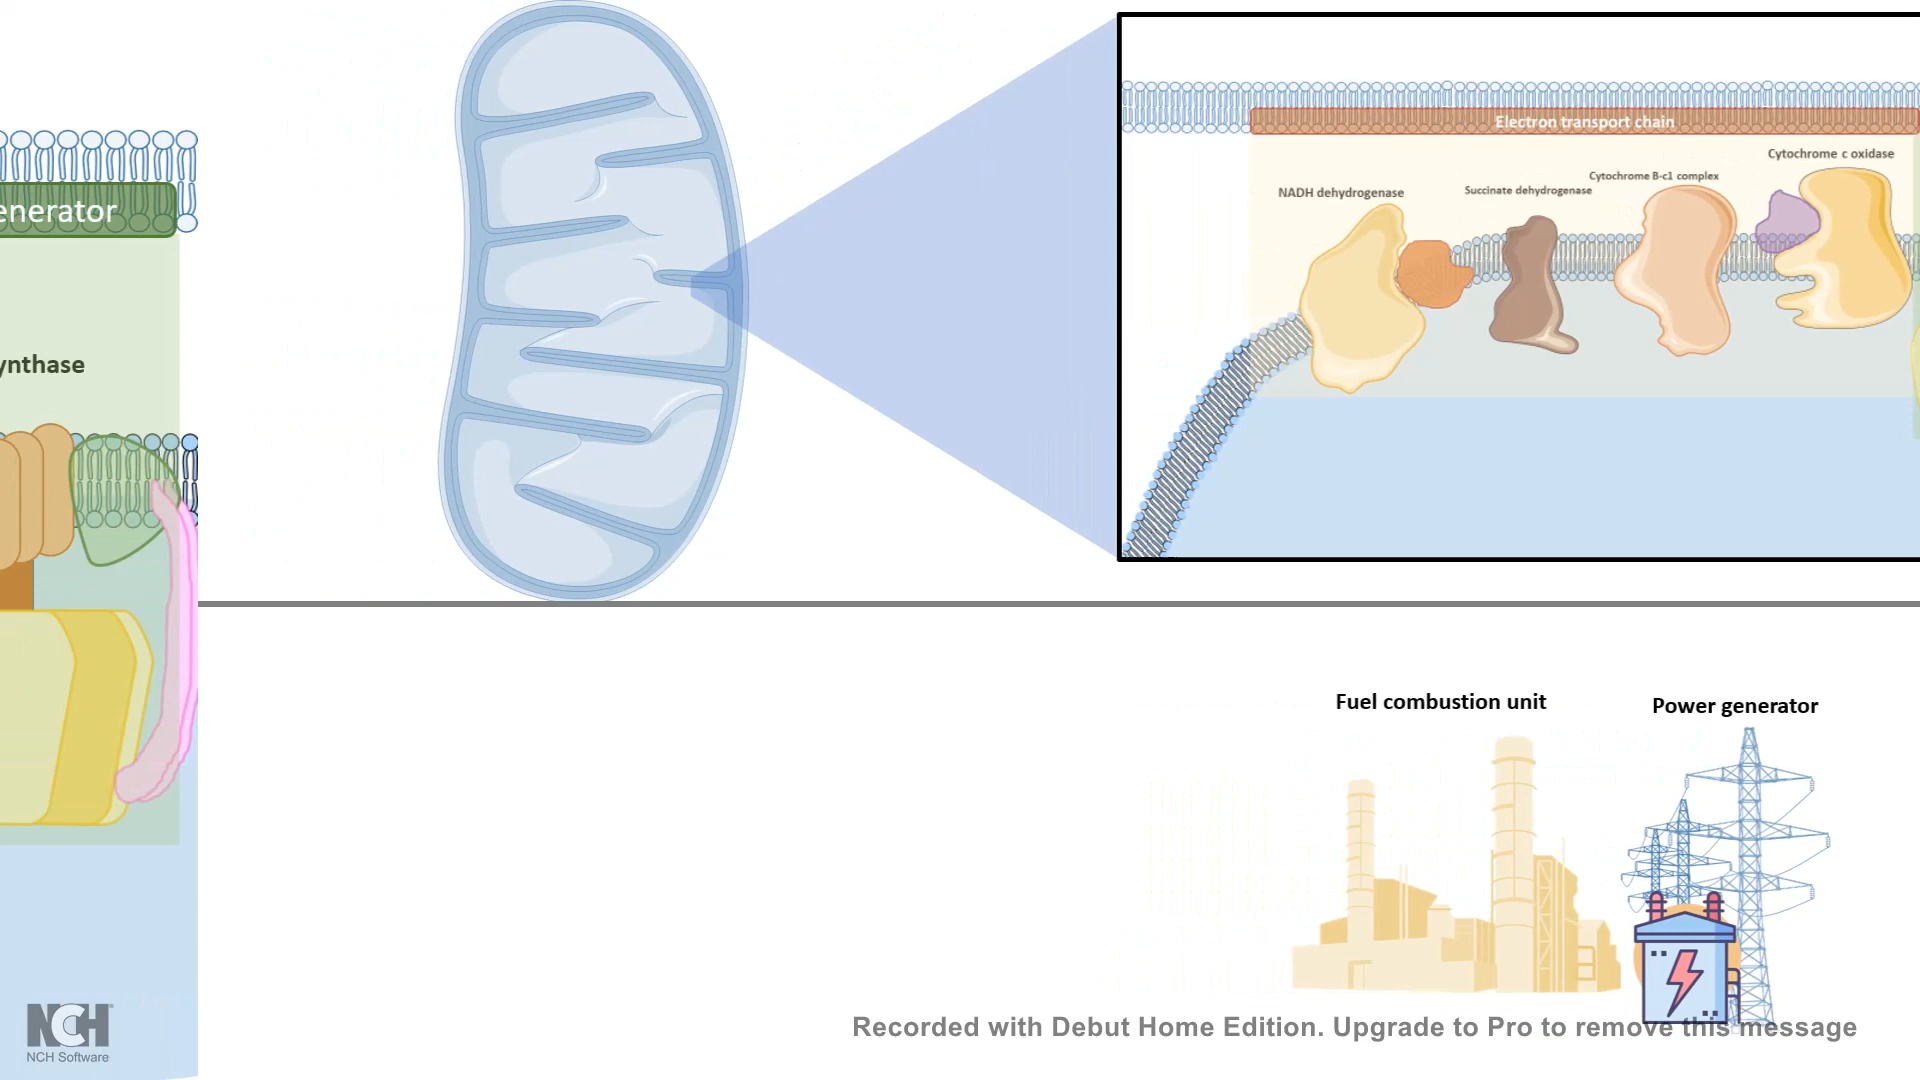 Electron transport chain
Cytochrome c oxidase
Cytochrome B-c1 complex
NADH dehydrogenase
Succinate dehydrogenase
enerator
ynthase
Fuel combustion unit
Power generator
NCH
NCH Software
Recorded with Debut Home Edition. Upgrade to Pro to remove this message